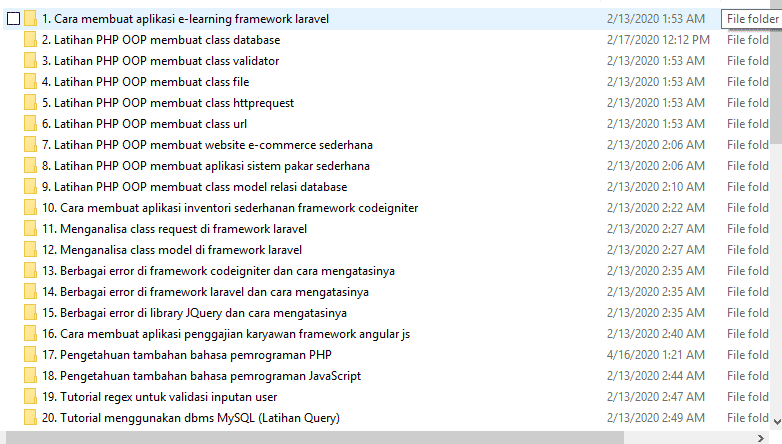 1. Cara membuat aplikasi e-learning framework laravel 2/13/2020 1:53 AM File folder
2. Latihan PHP OOP membuat class database 2/17/2020 12:12 PM File fold
3. Latihan PHP OOP membuat class validator 2/13/2020 1:53 AM File fold
4. Latihan PHP OOP membuat class file 2/13/2020 1:53 AM File fold
5. Latihan PHP OOP membuat class httprequest 2/13/2020 1:53 AM File fold
6. Latihan PHP OOP membuat class url 2/13/2020 1:53 AM File fold
7. Latihan PHP OOP membuat website e-commerce sederhana 2/13/2020 2:06 AM File fold
8. Latihan PHP OOP membuat aplikasi sistem pakar sederhana 2/13/2020 2:06 AM File fold
9. Latihan PHP OOP membuat class model relasi database 2/13/2020 2:10 AM File fold
10. Cara membuat aplikasi inventori sederhanan framework codeigniter 2/13/2020 2:22 AM File fold
11. Menganalisa class request di framework laravel 2/13/2020 2:27 AM File fold
12. Menganalisa class model di framework laravel 2/13/2020 2:27 AM File fold
13. Berbagai error di framework codeigniter dan cara mengatasinya 2/13/2020 2:35 AM File fold
14. Berbagai error di framework laravel dan cara mengatasinya 2/13/2020 2:35 AM File fold
15. Berbagai error di library JQuery dan cara mengatasinya 2/13/2020 2:35 AM File fold
16. Cara membuat aplikasi penggajian karyawan framework angular js 2/13/2020 2:40 AM File fold
17. Pengetahuan tambahan bahasa pemrograman PHP 4/16/2020 1:21 AM File fold
18. Pengetahuan tambahan bahasa pemrograman JavaScript 2/13/2020 2:44 AM File fold
19. Tutorial regex untuk validasi inputan user 2/13/2020 2:47 AM File fold
20. Tutorial menggunakan dbms MySQL (Latihan Query) 2/13/2020 2:49 AM File fold